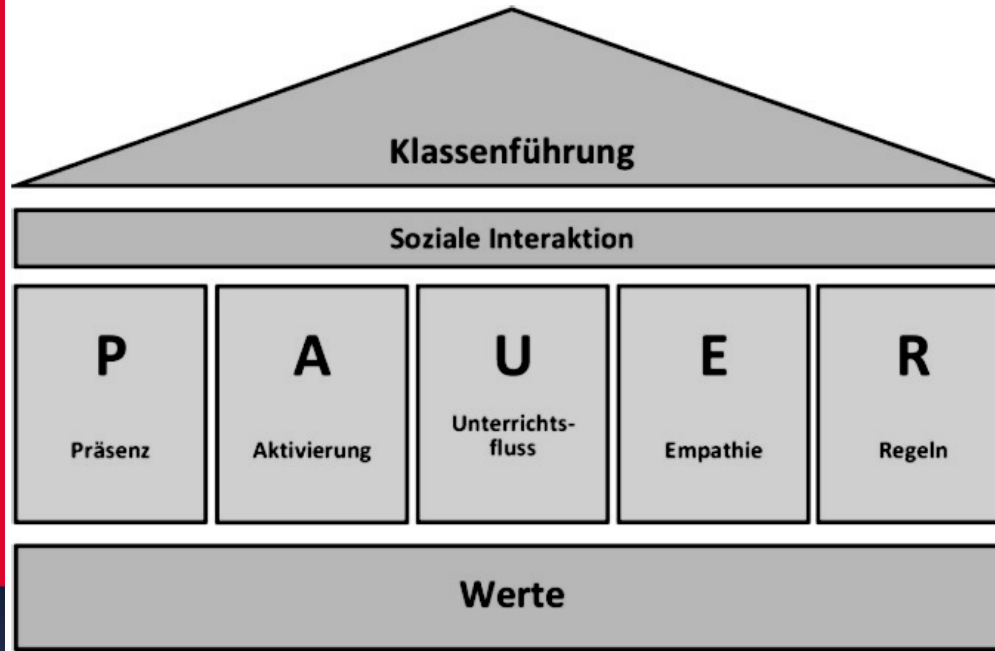 Klassenführung
Soziale Interaktion
P
Präsenz
A
Aktivierung
U
Unterrichts-
fluss
E
Empathie
R
Regeln
Werte